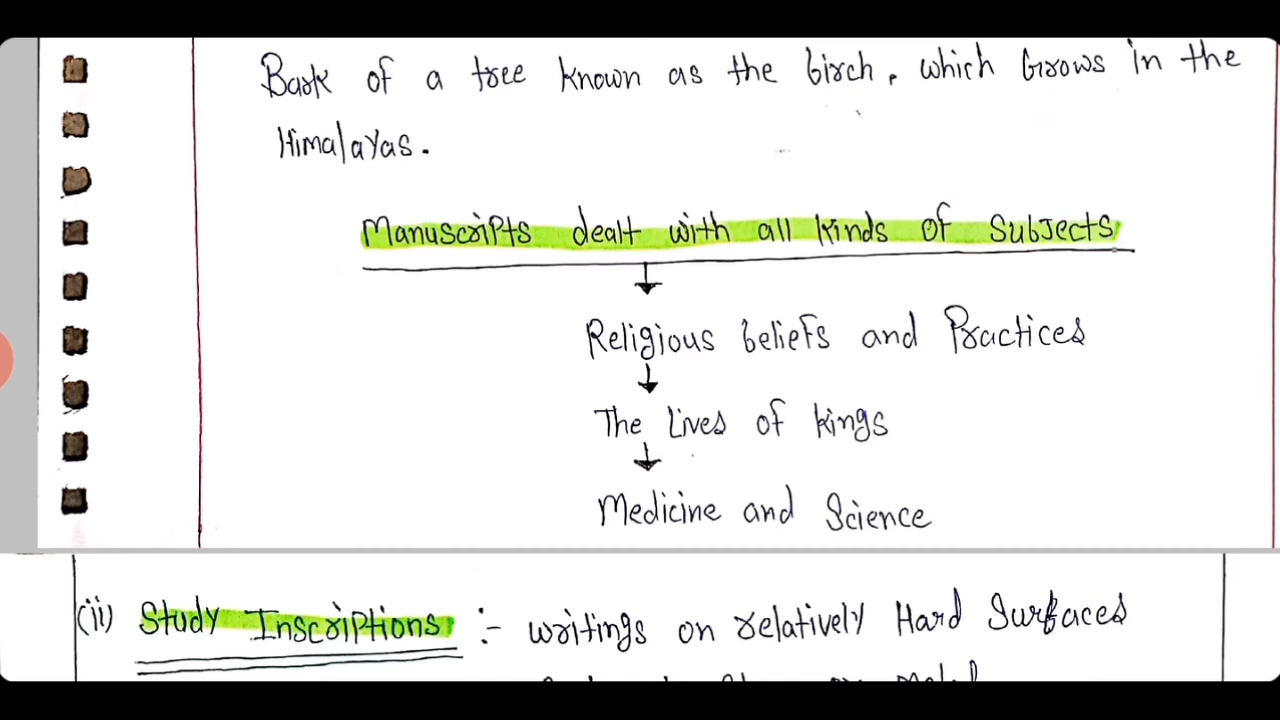 Bark of a tree known as the birch, which Grows in the
Himalayas.
Manuscripts dealt with all kinds of Subjects
Religious beliefs and Practices
The Lives of kings
Medicine and Science
(ii) Study Inscriptions :- writings on relatively Hard Surfaces